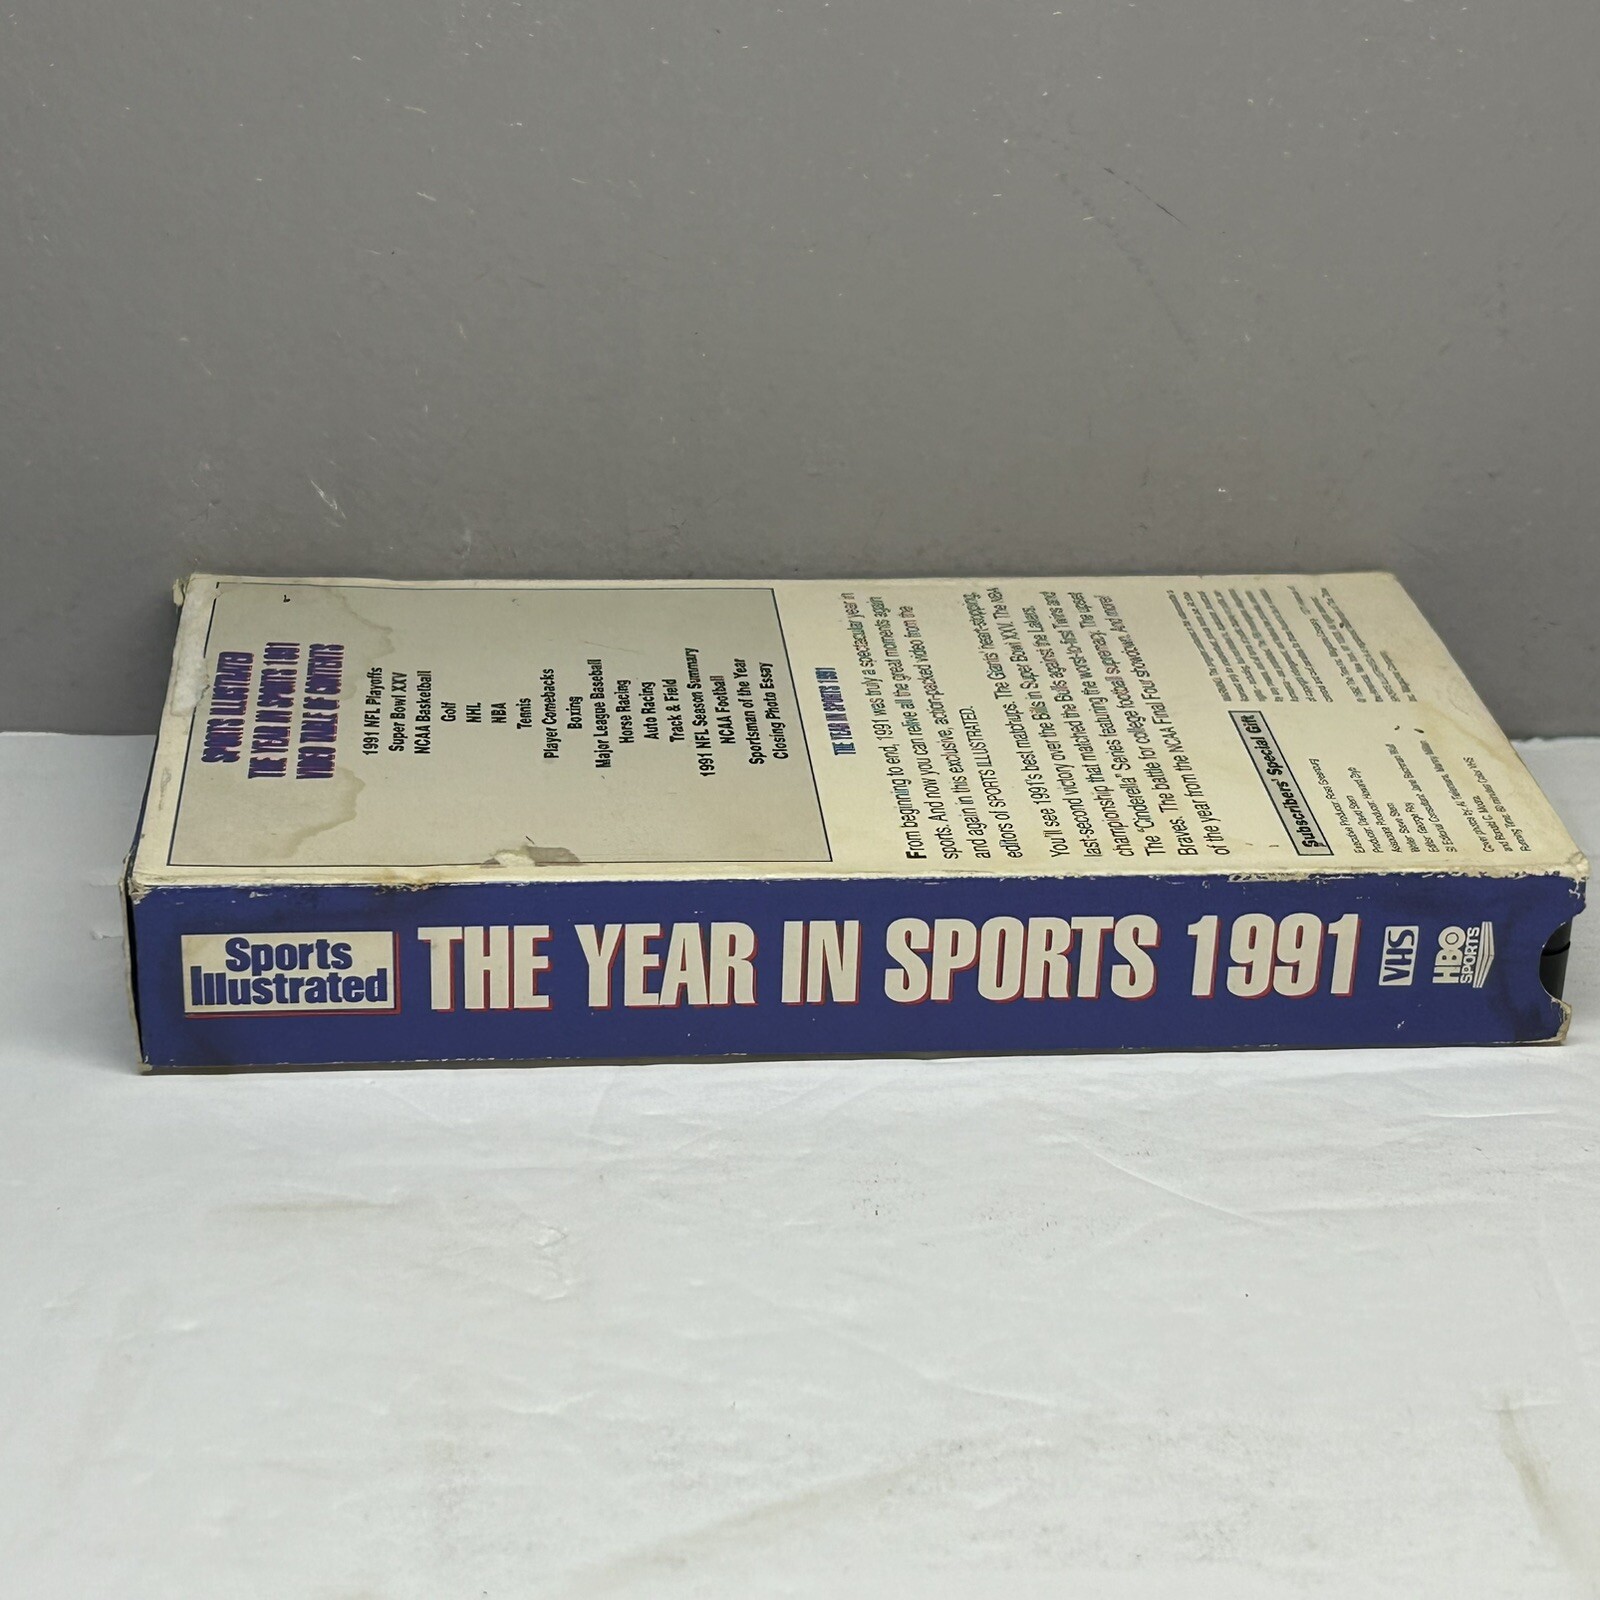 SPORTS ILLUSTRATED
THE YEAR IN SPORTS 1991
VIDEO TABLE OF CONTENTS
1991 NFL Playoffs
Super Bowl XXV
NCAA Basketball
Golf
NHL
NBA
Tennis
Player Comebacks
Boxing
Major League Baseball
Horse Racing
Auto Racing
Track & Field
1991 NFL Season Summary
NCAA Football
Sportsman of the Year
Closing Photo Essay
THE YEAR IN SPORTS 1991
From beginning to end, 1991 was truly a spectacular year in
sports. And now you can relive all the great moments again
and again in this exclusive, action-packed video from the
editors of SPORTS ILLUSTRATED.
You'll see 1991's best matchups. The Giants' heart-stopping,
last-second victory over the Bills in Super Bowl XXV. The NBA
championship that matched the Bulls against the Lakers.
The "Cinderella" Series featuring the worst-to-first Twins and
Braves. The battle for college football supremacy. The upset
of the year from the NCAA Final Four showdown. And more!
Subscribers' Special Gift
Executive Producer: Ross Greenburg
Producer: David Stern
Sports
Illustrated
THE YEAR IN SPORTS 1991
VHS
HBO
SPORTS